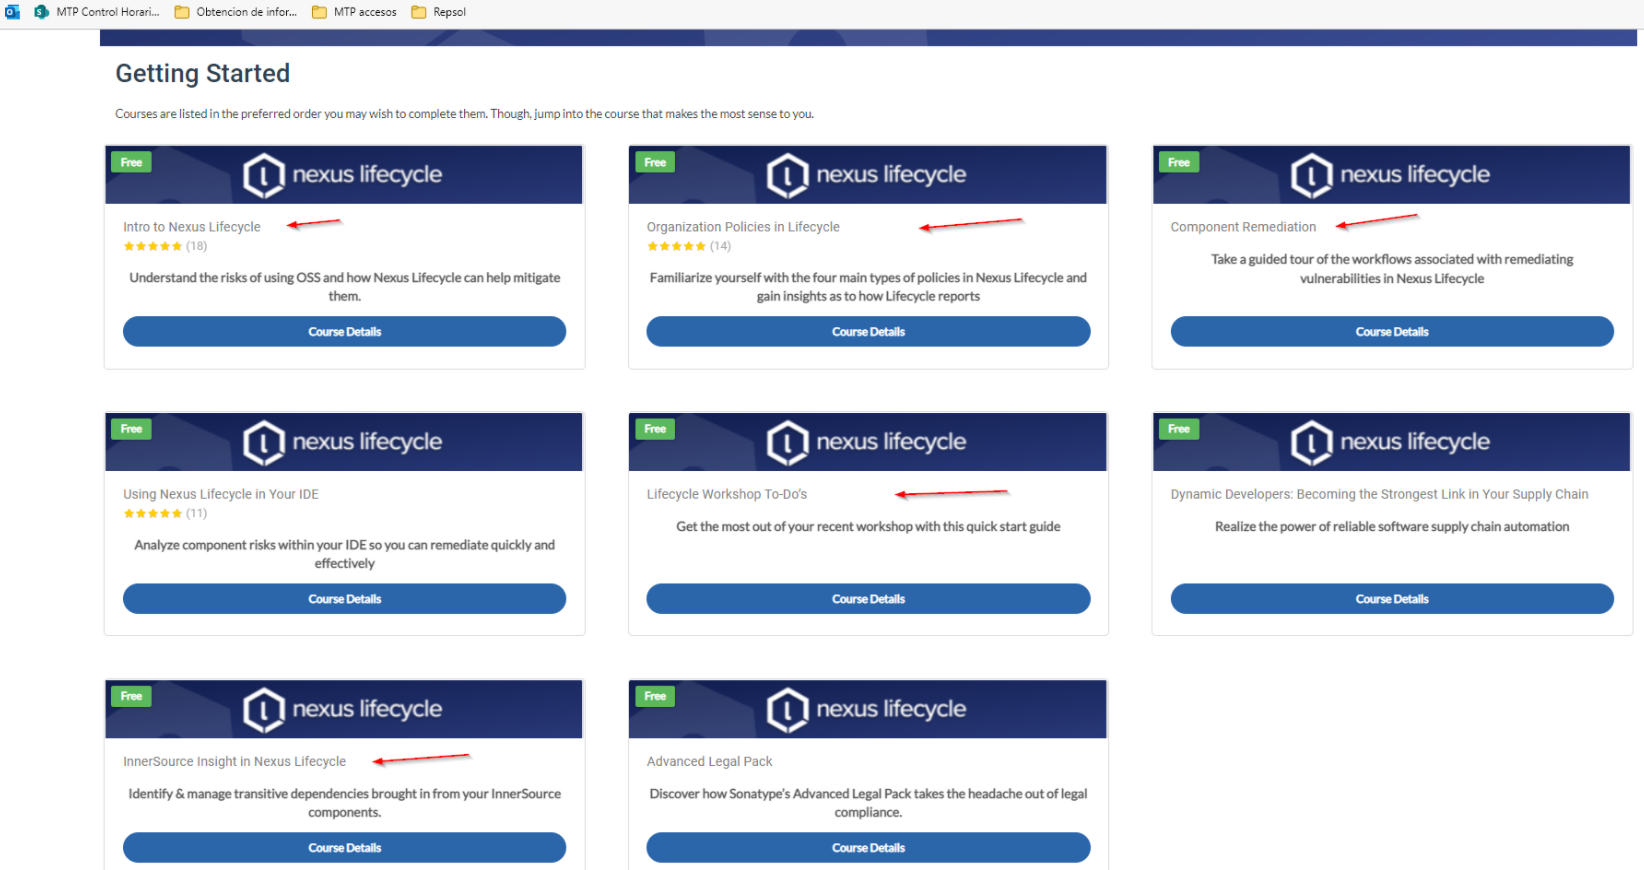 MTP Control Horari... Obtencion de infor... MTP accesos Repsol
Getting Started
Courses are listed in the preferred order you may wish to complete them. Though, jump into the course that makes the most sense to you.
Free
nexus lifecycle
Intro to Nexus Lifecycle
(18)
Understand the risks of using OSS and how Nexus Lifecycle can help mitigate
them.
Course Details
Free
nexus lifecycle
Organization Policies in Lifecycle
(14)
Familiarize yourself with the four main types of policies in Nexus Lifecycle and
gain insights as to how Lifecycle reports
Course Details
Free
nexus lifecycle
Component Remediation
Take a guided tour of the workflows associated with remediating
vulnerabilities in Nexus Lifecycle
Course Details
Free
nexus lifecycle
Using Nexus Lifecycle in Your IDE
(11)
Analyze component risks within your IDE so you can remediate quickly and
effectively
Course Details
Free
nexus lifecycle
Lifecycle Workshop To-Do's
Get the most out of your recent workshop with this quick start guide
Course Details
Free
nexus lifecycle
Dynamic Developers: Becoming the Strongest Link in Your Supply Chain
Realize the power of reliable software supply chain automation
Course Details
Free
nexus lifecycle
InnerSource Insight in Nexus Lifecycle
Identify & manage transitive dependencies brought in from your InnerSource
components.
Course Details
Free
nexus lifecycle
Advanced Legal Pack
Discover how Sonatype's Advanced Legal Pack takes the headache out of legal
compliance.
Course Details